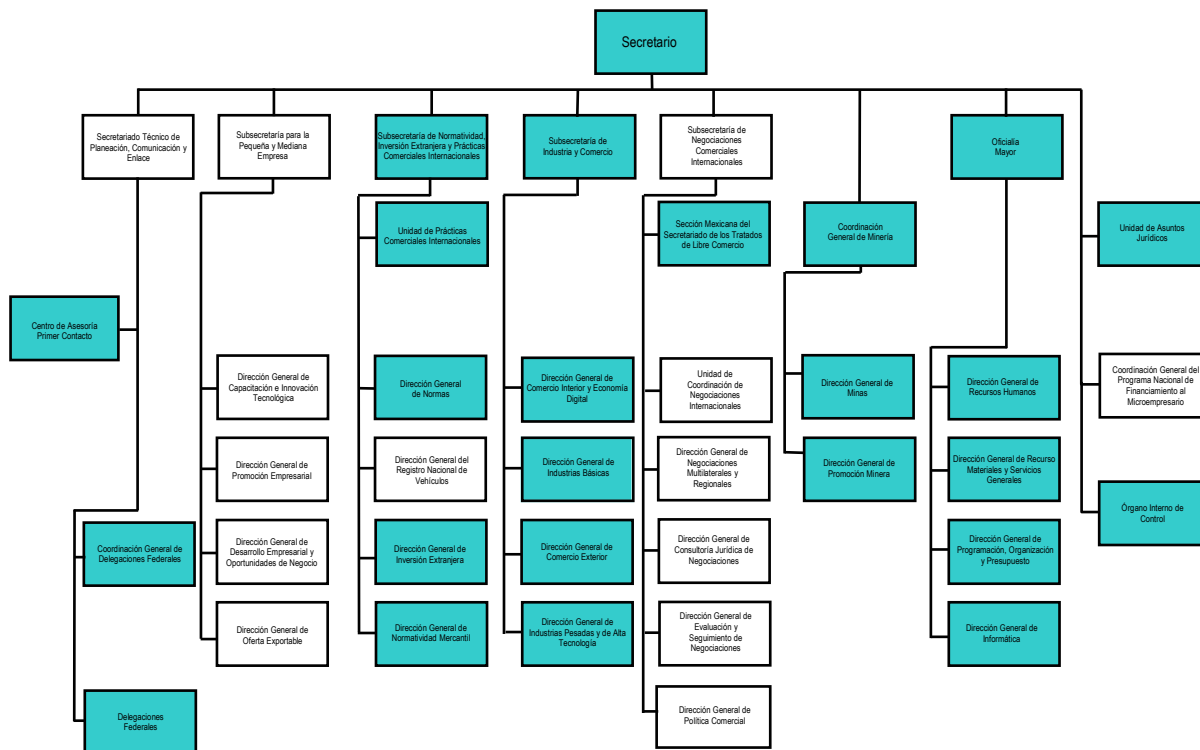 Secretario
Secretariado Técnico de
Planeación, Comunicación y
Enlace
Subsecretaría para la
Pequeña y Mediana
Empresa
Subsecretaría de Normatividad,
Inversión Extranjera y Prácticas
Comerciales Internacionales
Subsecretaría de
Industria y Comercio
Subsecretaría de
Negociaciones
Comerciales
Internacionales
Oficialía
Mayor
Unidad de Prácticas
Comerciales Internacionales
Sección Mexicana del
Secretariado de los Tratados
de Libre Comercio
Coordinación
General de Minería
Unidad de Asuntos
Jurídicos
Centro de Asesoría
Primer Contacto
Dirección General de
Capacitación e Innovación
Tecnológica
Dirección General
de Normas
Dirección General de
Comercio Interior y Economía
Digital
Unidad de
Coordinación de
Negociaciones
Internacionales
Dirección General de
Minas
Dirección General de
Recursos Humanos
Coordinación General del
Programa Nacional de
Financiamiento al
Microempresario
Dirección General de
Promoción Empresarial
Dirección General del
Registro Nacional de
Vehículos
Dirección General de
Industrias Básicas
Dirección General de
Negociaciones
Multilaterales y
Regionales
Dirección General de
Promoción Minera
Dirección General de Recurso
Materiales y Servicios
Generales
Órgano Interno de
Control
Coordinación General de
Delegaciones Federales
Dirección General de
Desarrollo Empresarial y
Oportunidades de Negocio
Dirección General de
Inversión Extranjera
Dirección General de
Comercio Exterior
Dirección General de
Consultoría Jurídica de
Negociaciones
Dirección General de
Programación, Organización
y Presupuesto
Dirección General de
Oferta Exportable
Dirección General de
Normatividad Mercantil
Dirección General de
Industrias Pesadas y de Alta
Tecnología
Dirección General de
Evaluación y
Seguimiento de
Negociaciones
Dirección General de
Informática
Delegaciones
Federales
Dirección General de
Política Comercial